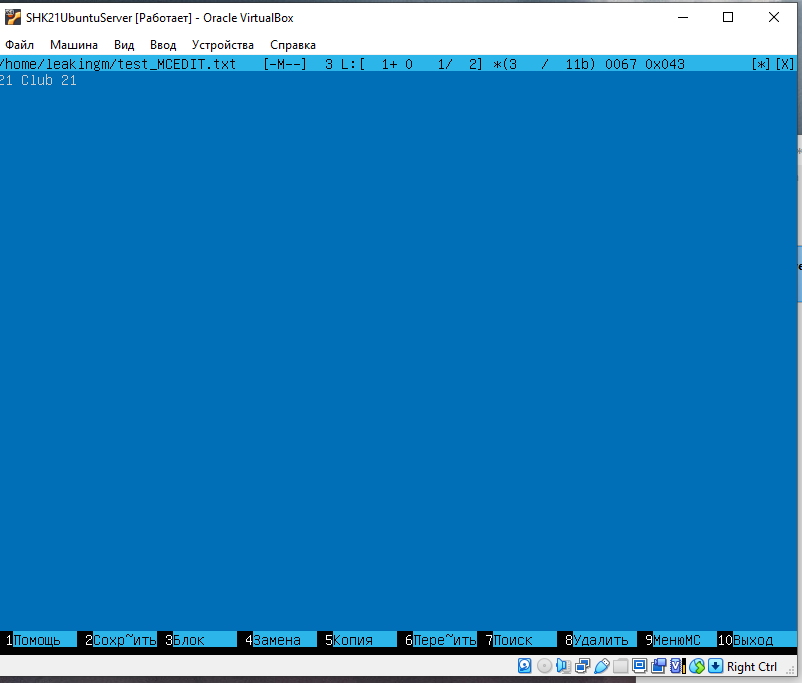 SHK21UbuntuServer [Работает] - Oracle VirtualBox
Файл Машина Вид Ввод Устройства Справка
/home/leakingm/test_MCEDIT.txt [-M--] 3 L:[ 1+ 0 1/ 2] *(3 / 11b) 0067 0x043 [*][X]
21 Club 21
1Помощь 2Сохр~ить 3Блок 4Замена 5Копия 6Пере~ить 7Поиск 8Удалить 9МенюМС 10Выход
Right Ctrl